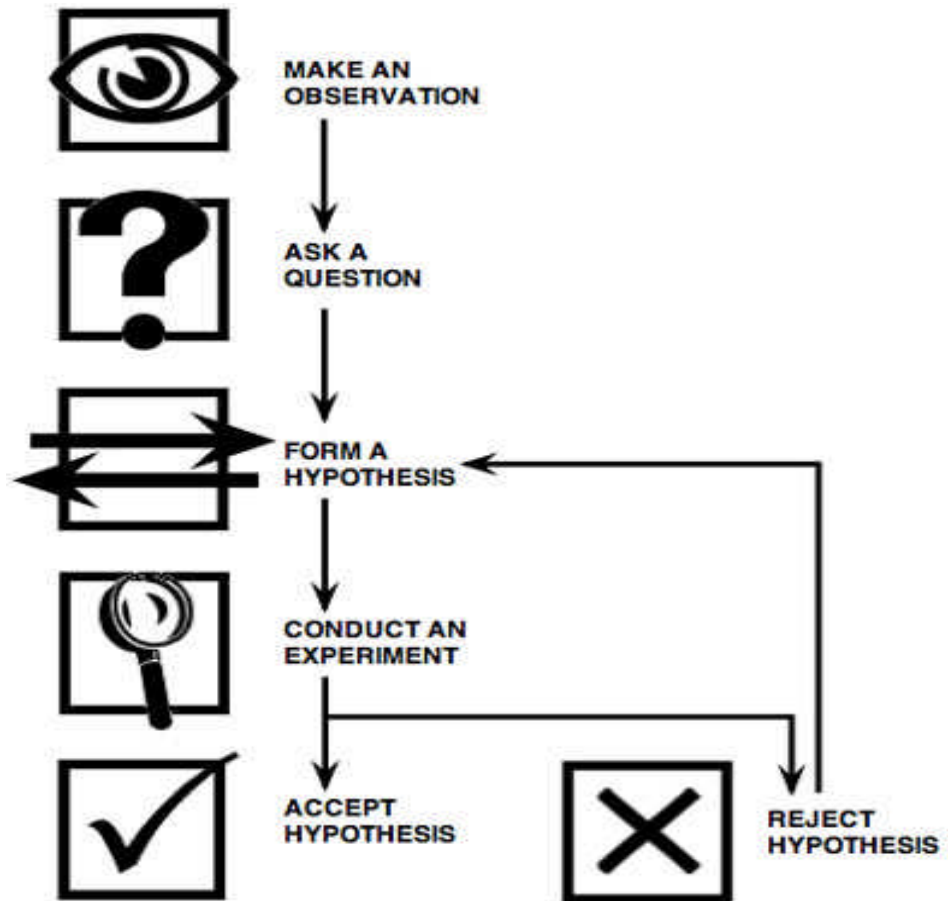 MAKE AN
OBSERVATION
?
ASK A
QUESTION
FORM A
HYPOTHESIS
CONDUCT AN
EXPERIMENT
ACCEPT
HYPOTHESIS
REJECT
HYPOTHESIS